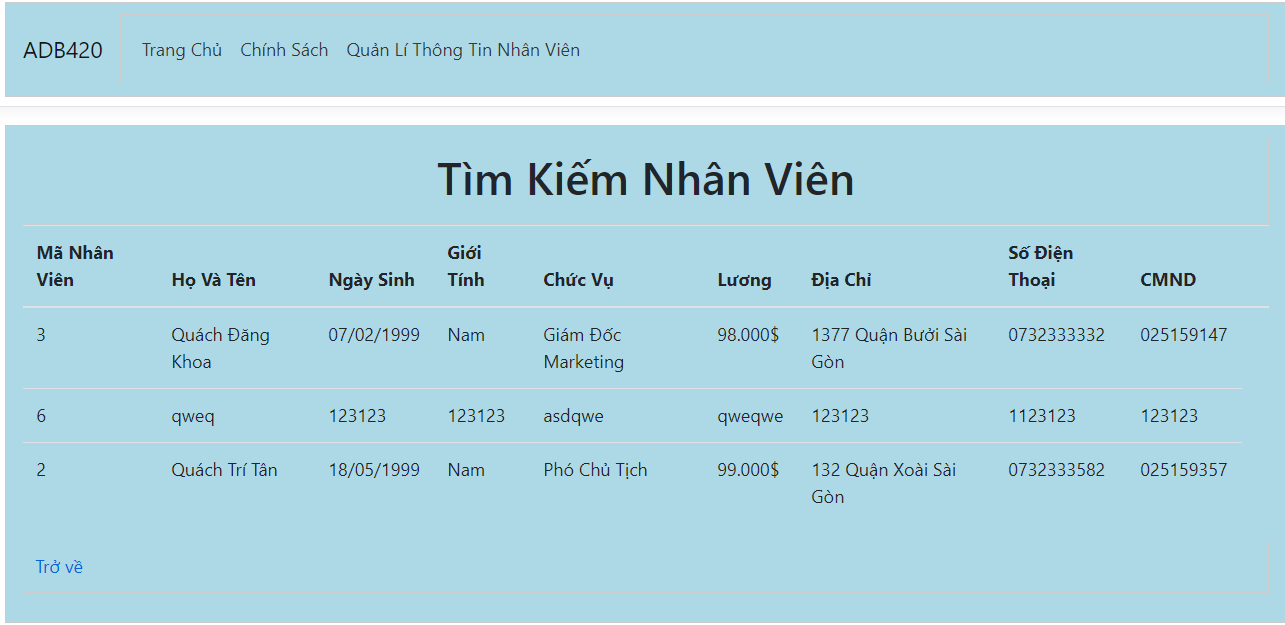 ADB420 Trang Chủ Chính Sách Quản Lí Thông Tin Nhân Viên
Tìm Kiếm Nhân Viên
Mã Nhân Viên Họ Và Tên Ngày Sinh Giới Tính Chức Vụ Lương Địa Chỉ Số Điện Thoại CMND
3 Quách Đăng Khoa 07/02/1999 Nam Giám Đốc Marketing 98.000$ 1377 Quận Bưởi Sài Gòn 0732333332 025159147
6 qweq 123123 123123 asdqwe qweqwe 123123 1123123 123123
2 Quách Trí Tân 18/05/1999 Nam Phó Chủ Tịch 99.000$ 132 Quận Xoài Sài Gòn 0732333582 025159357
Trở về